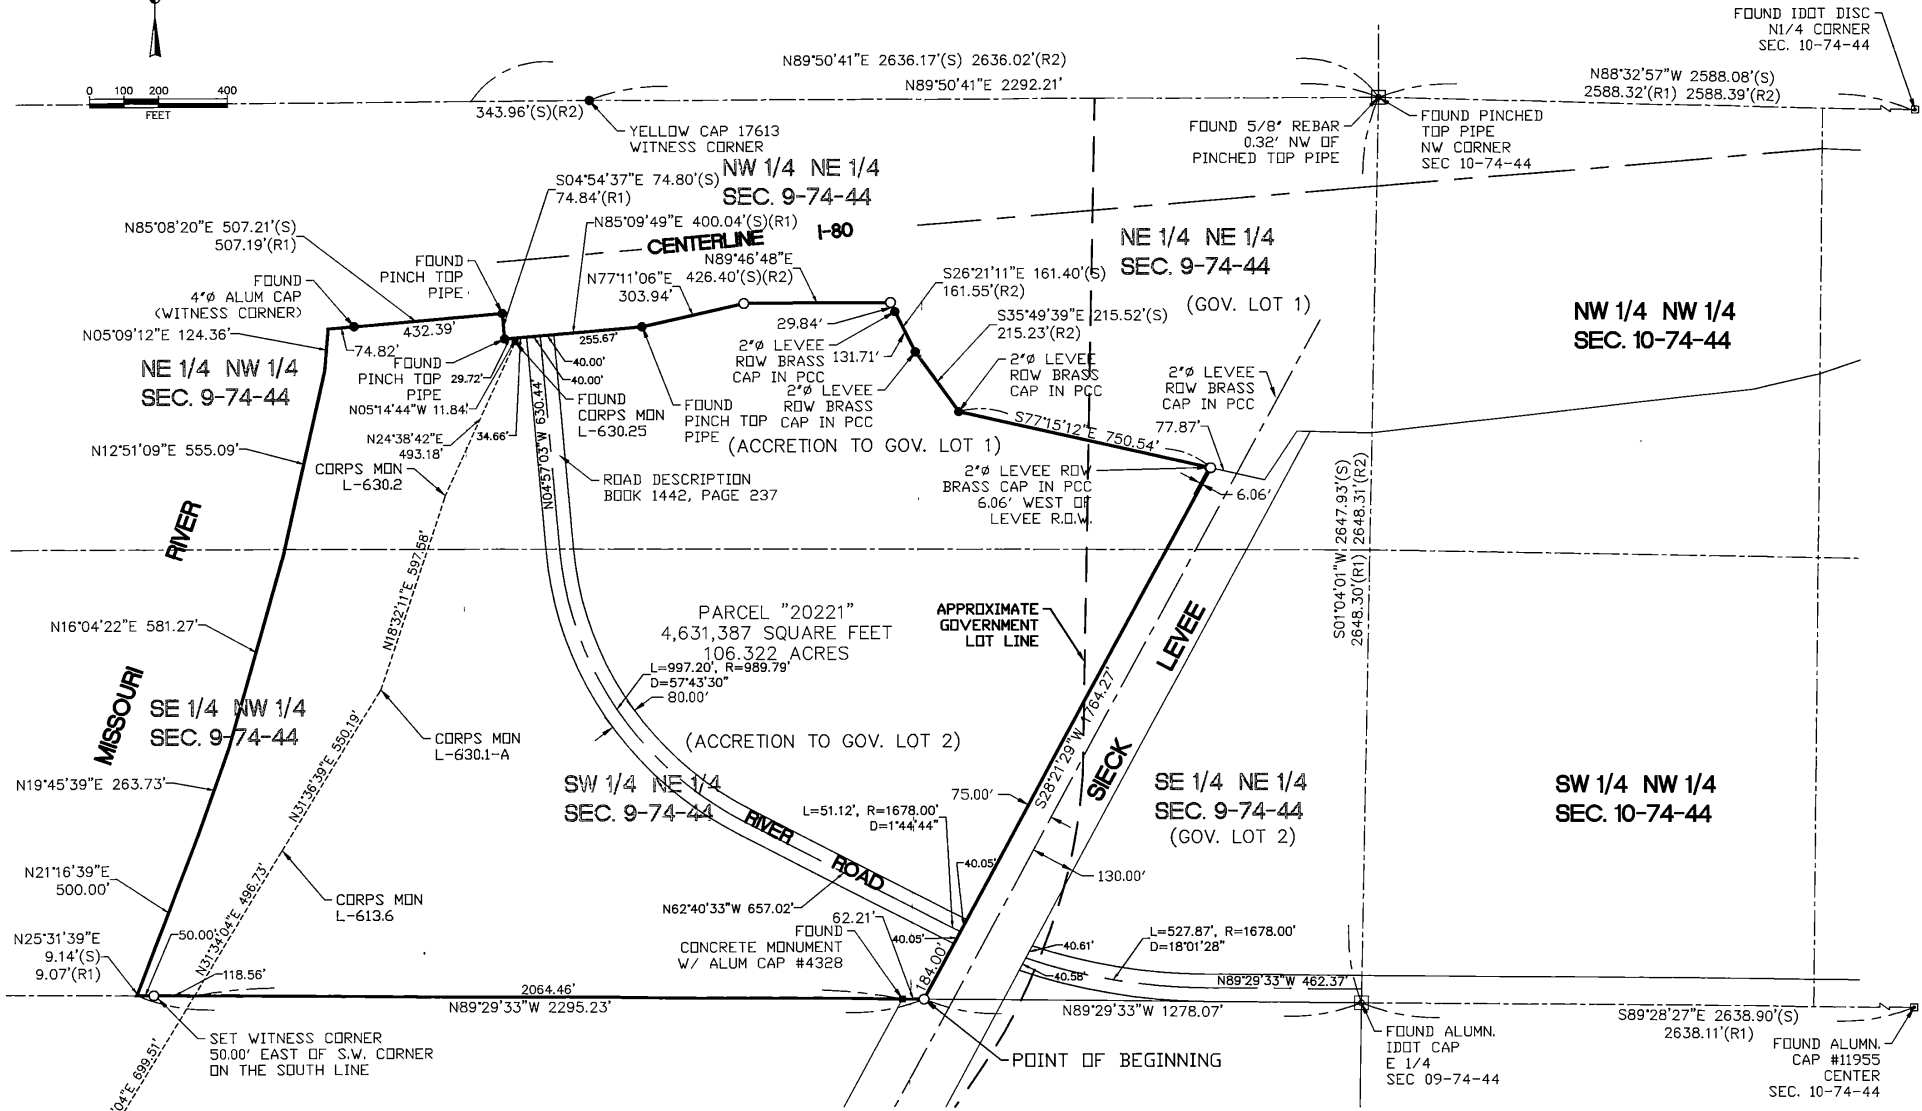 FOUND IDOT DISC
N1/4 CORNER
SEC. 10-74-44
0 100 200 400
FEET
N89°50'41"E 2636.17'(S) 2636.02'(R2)
N89°50'41"E 2292.21'
N88°32'57"W 2588.08'(S)
2588.32'(R1) 2588.39'(R2)
343.96'(S)(R2)
YELLOW CAP 17613
WITNESS CORNER
FOUND 5/8" REBAR
0.32' NW OF
PINCHED TOP PIPE
FOUND PINCHED
TOP PIPE
NW CORNER
SEC 10-74-44
NW 1/4 NE 1/4
SEC. 9-74-44
S04°54'37"E 74.80'(S)
74.84'(R1)
N85°08'20"E 507.21'(S)
507.19'(R1)
N85°09'49"E 400.04'(S)(R1)
CENTERLINE I-80
NE 1/4 NE 1/4
SEC. 9-74-44
(GOV. LOT 1)
FOUND
PINCH TOP
PIPE
N89°46'48"E
426.40'(S)(R2)
N77°11'06"E
303.94'
S26°21'11"E 161.40'(S)
161.55'(R2)
FOUND
4"Ø ALUM CAP
(WITNESS CORNER)
S35°49'39"E 215.52'(S)
215.23'(R2)
NW 1/4 NW 1/4
SEC. 10-74-44
N05°09'12"E 124.36'
432.39'
74.82'
29.84'
131.71'
255.67'
NE 1/4 NW 1/4
SEC. 9-74-44
FOUND
PINCH TOP
PIPE
29.72'
40.00'
40.00'
2"Ø LEVEE
ROW BRASS
CAP IN PCC
2"Ø LEVEE
ROW BRASS
CAP IN PCC
2"Ø LEVEE
ROW BRASS
CAP IN PCC
2"Ø LEVEE
ROW BRASS
CAP IN PCC
N05°14'44"W 11.84'
FOUND
CORPS MON
L-630.25
FOUND
PINCH TOP
PIPE
S77°15'12"E 750.54'
77.87'
N24°38'42"E
493.18'
34.66'
N04°57'03"W 630.44'
(ACCRETION TO GOV. LOT 1)
N12°51'09"E 555.09'
CORPS MON
L-630.2
ROAD DESCRIPTION
BOOK 1442, PAGE 237
2"Ø LEVEE ROW
BRASS CAP IN PCC
6.06' WEST OF
LEVEE R.O.W.
6.06'
S01°04'01"W 2647.93'(S)
2648.30'(R1) 2648.31'(R2)
RIVER
N18°32'11"E 597.58'
N16°04'22"E 581.27'
PARCEL "20221"
4,631,387 SQUARE FEET
106.322 ACRES
APPROXIMATE
GOVERNMENT
LOT LINE
LEVEE
L=997.20', R=989.79'
D=57°43'30"
80.00'
MISSOURI
SE 1/4 NW 1/4
SEC. 9-74-44
S28°21'29"W 1764.27'
N31°36'39"E 550.19'
CORPS MON
L-630.1-A
(ACCRETION TO GOV. LOT 2)
SIECK
N19°45'39"E 263.73'
SW 1/4 NE 1/4
SEC. 9-74-44
75.00'
SE 1/4 NE 1/4
SEC. 9-74-44
(GOV. LOT 2)
SW 1/4 NW 1/4
SEC. 10-74-44
L=51.12', R=1678.00'
D=1°44'44"
RIVER ROAD
N21°16'39"E
500.00'
N31°34'04"E 496.73'
CORPS MON
L-613.6
40.05'
130.00'
N62°40'33"W 657.02'
62.21'
FOUND
CONCRETE MONUMENT
W/ ALUM CAP #4328
40.05'
N25°31'39"E
9.14'(S)
9.07'(R1)
50.00'
118.56'
184.00'
40.61'
40.58'
L=527.87', R=1678.00'
D=18°01'28"
N89°29'33"W 462.37'
2064.46'
N89°29'33"W 2295.23'
N89°29'33"W 1278.07'
S89°28'27"E 2638.90'(S)
2638.11'(R1)
SET WITNESS CORNER
50.00' EAST OF S.W. CORNER
ON THE SOUTH LINE
POINT OF BEGINNING
FOUND ALUMN.
IDOT CAP
E 1/4
SEC 09-74-44
FOUND ALUMN.
CAP #11955
CENTER
SEC. 10-74-44
04"E 699.51'